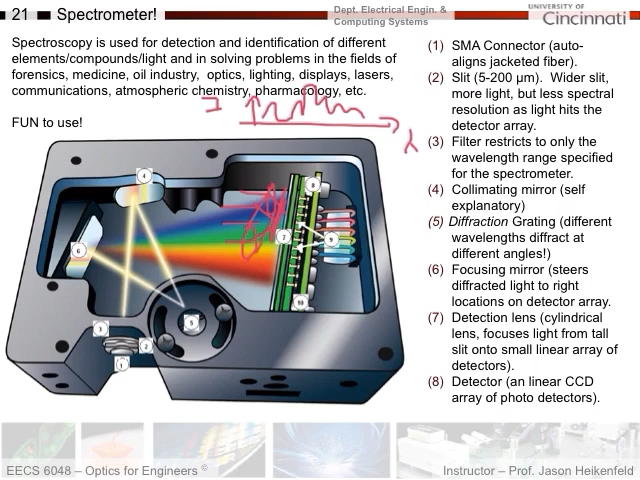 21 Spectrometer!
Dept. Electrical Engin. &
Computing Systems
UNIVERSITY OF
Cincinnati
Spectroscopy is used for detection and identification of different
elements/compounds/light and in solving problems in the fields of
forensics, medicine, oil industry, optics, lighting, displays, lasers,
communications, atmospheric chemistry, pharmacology, etc.
FUN to use!
I
λ
4
8
6
7
9
5
10
3
2
1
(1) SMA Connector (auto-
aligns jacketed fiber).
(2) Slit (5-200 µm). Wider slit,
more light, but less spectral
resolution as light hits the
detector array.
(3) Filter restricts to only the
wavelength range specified
for the spectrometer.
(4) Collimating mirror (self
explanatory)
(5) Diffraction Grating (different
wavelengths diffract at
different angles!)
(6) Focusing mirror (steers
diffracted light to right
locations on detector array.
(7) Detection lens (cylindrical
lens, focuses light from tall
slit onto small linear array of
detectors).
(8) Detector (an linear CCD
array of photo detectors).
EECS 6048 – Optics for Engineers ©
Instructor – Prof. Jason Heikenfeld